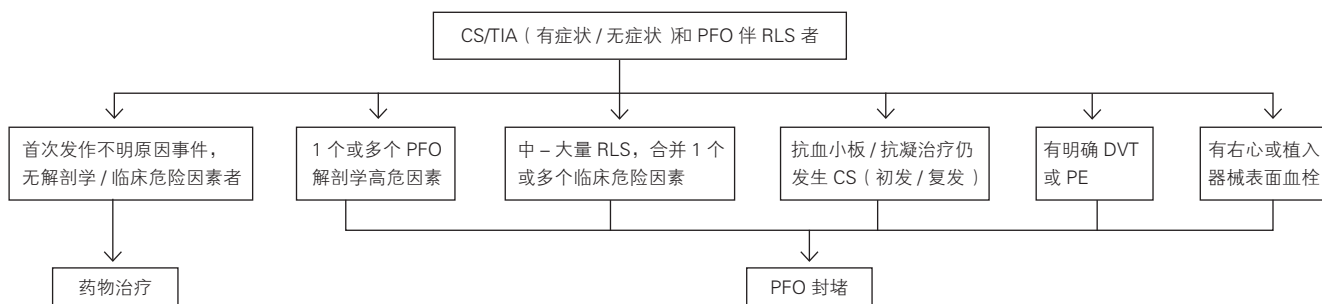 CS/TIA（有症状/无症状）和 PFO 伴 RLS 者
首次发作不明原因事件，
无解剖学/临床危险因素者
1 个或多个 PFO
解剖学高危因素
中–大量 RLS，合并 1 个
或多个临床危险因素
抗血小板/抗凝治疗仍
发生 CS（初发/复发）
有明确 DVT
或 PE
有右心或植入
器械表面血栓
药物治疗
PFO 封堵